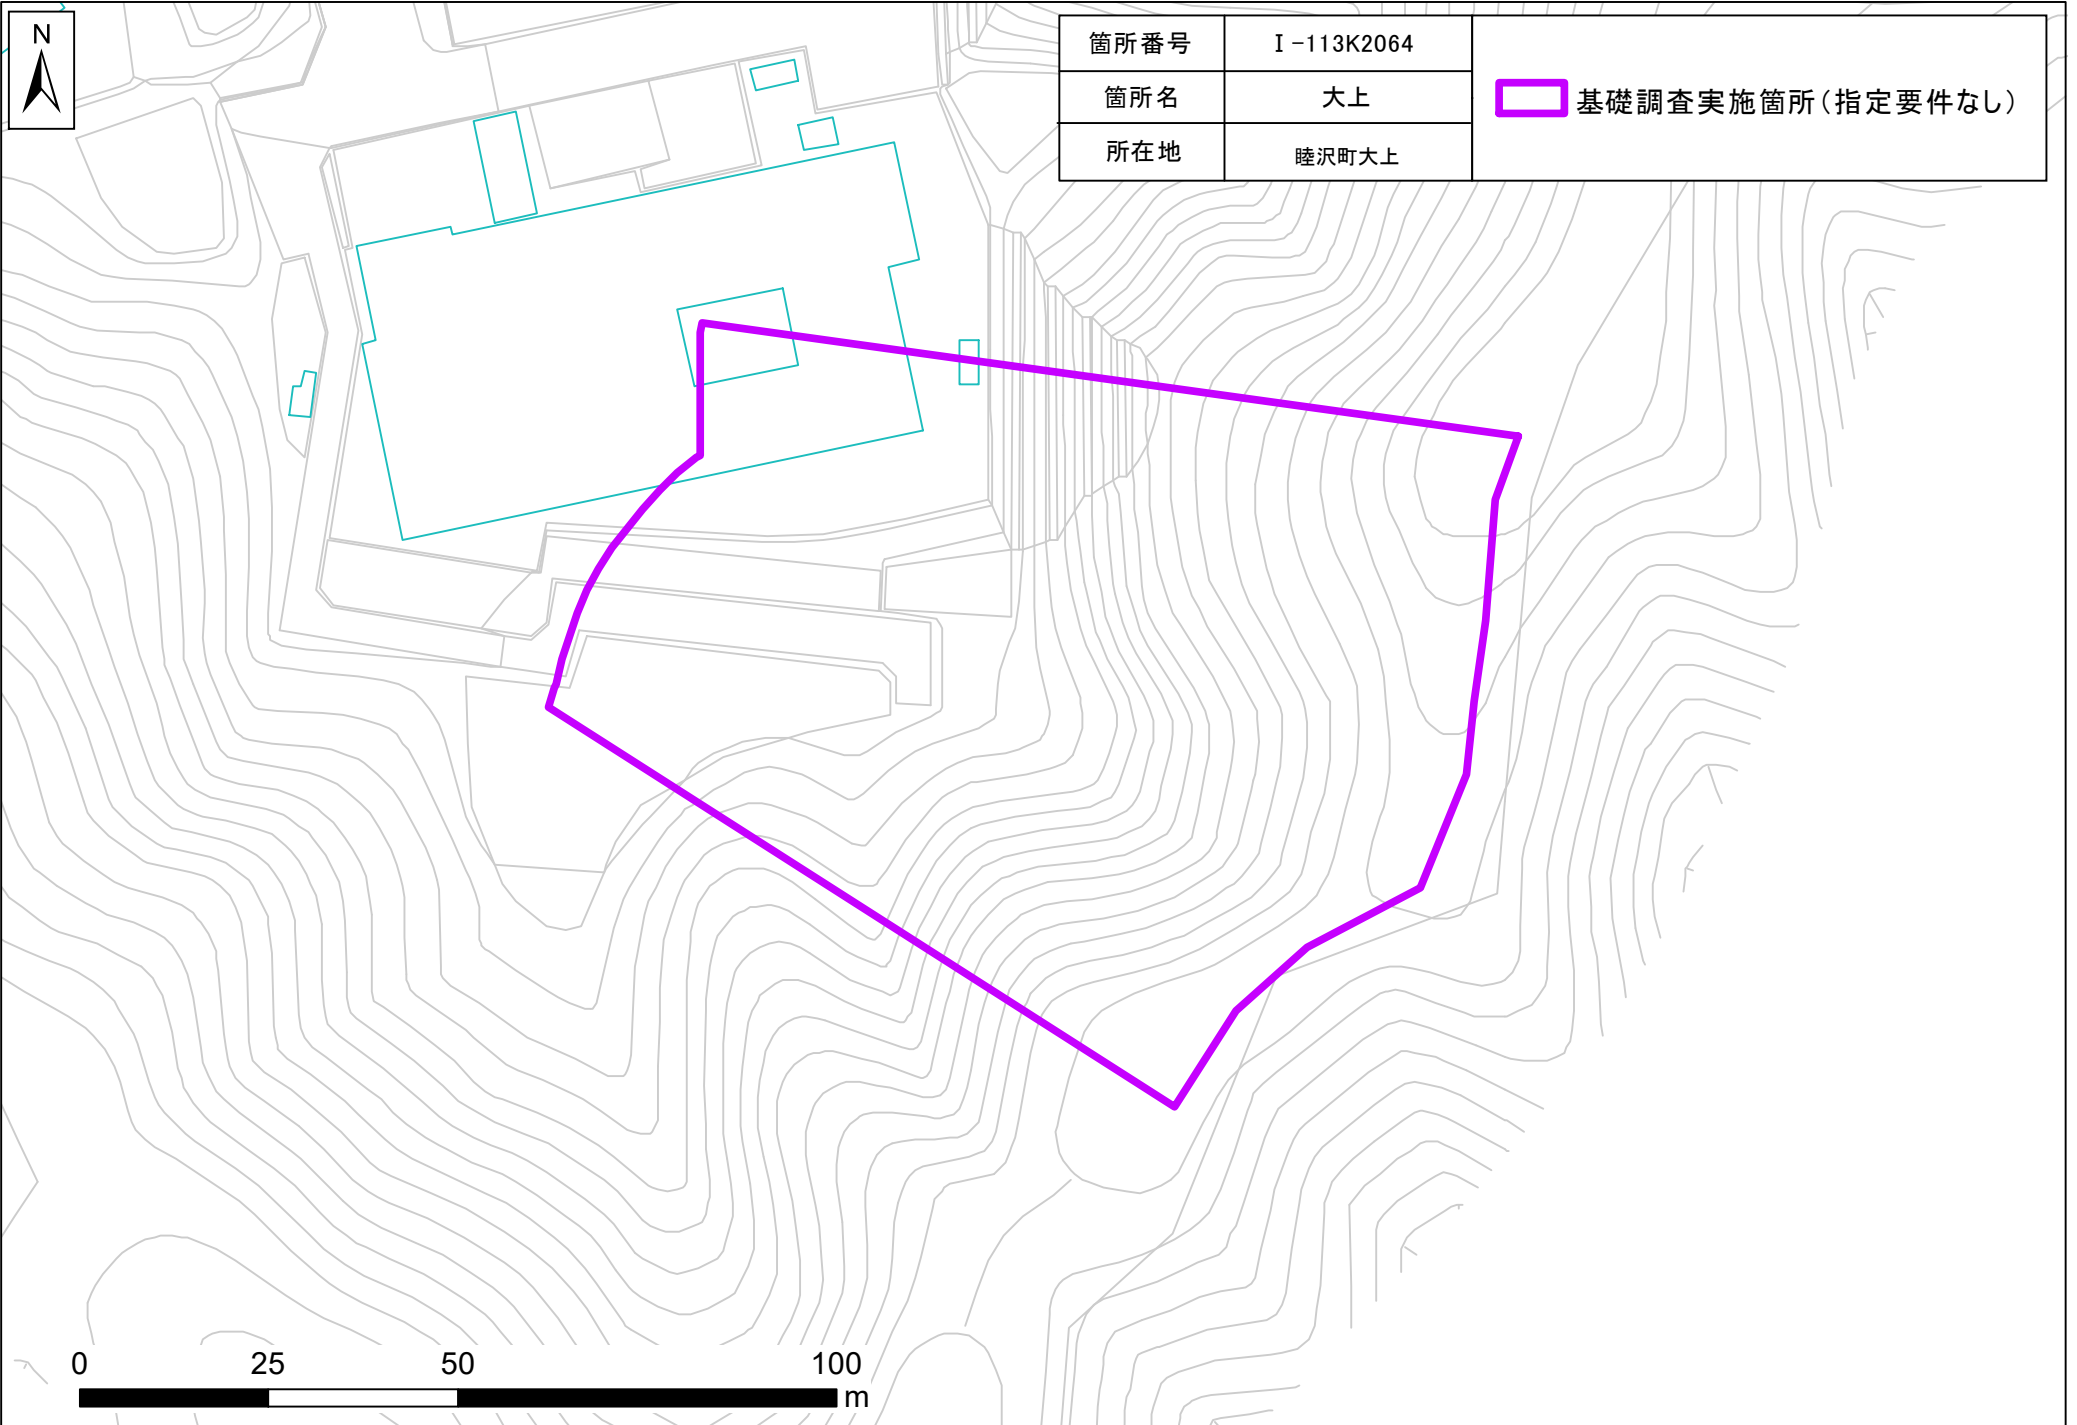 N
箇所番号 Ⅰ-113K2064
箇所名 大上
所在地 睦沢町大上
基礎調査実施箇所(指定要件なし)
0 25 50 100
m